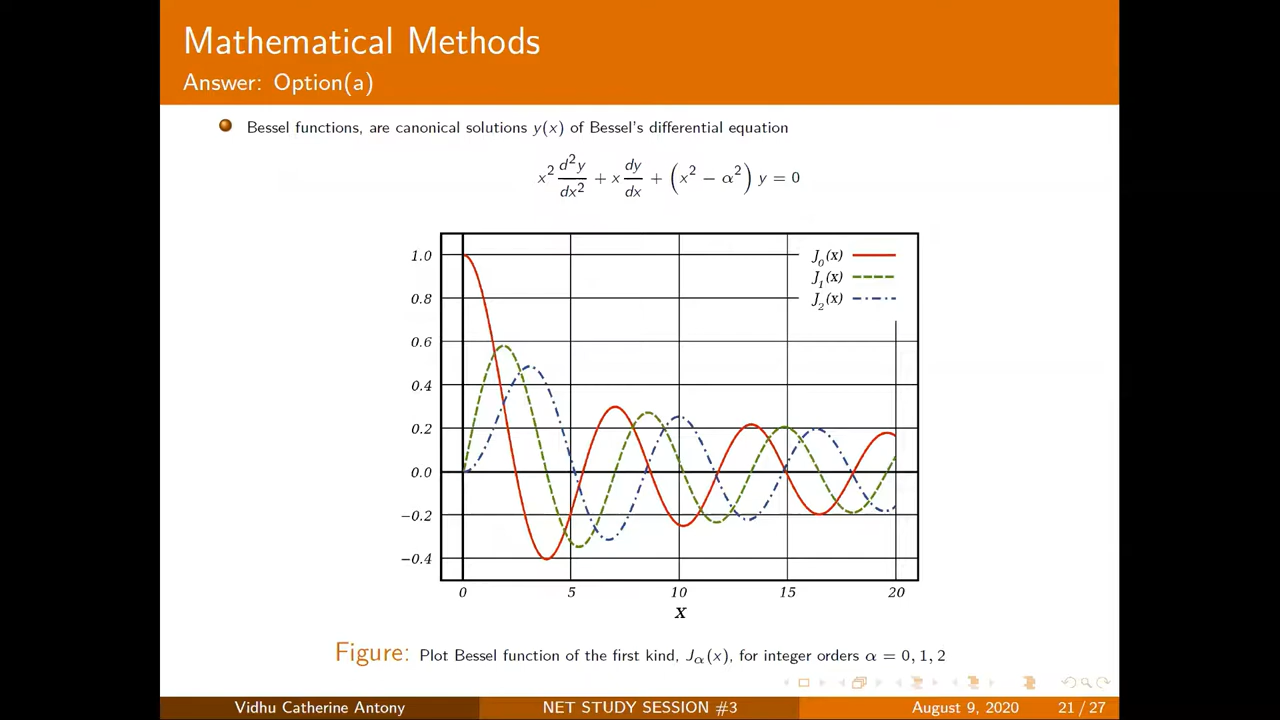 Mathematical Methods
Answer: Option(a)
Bessel functions, are canonical solutions y(x) of Bessel's differential equation
x² d²y/dx² + x dy/dx + (x² − α²) y = 0
1.0
0.8
0.6
0.4
0.2
0.0
−0.2
−0.4
J₀(x)
J₁(x)
J₂(x)
0 5 10 15 20
x
Figure: Plot Bessel function of the first kind, Jα(x), for integer orders α = 0, 1, 2
Vidhu Catherine Antony NET STUDY SESSION #3 August 9, 2020 21 / 27